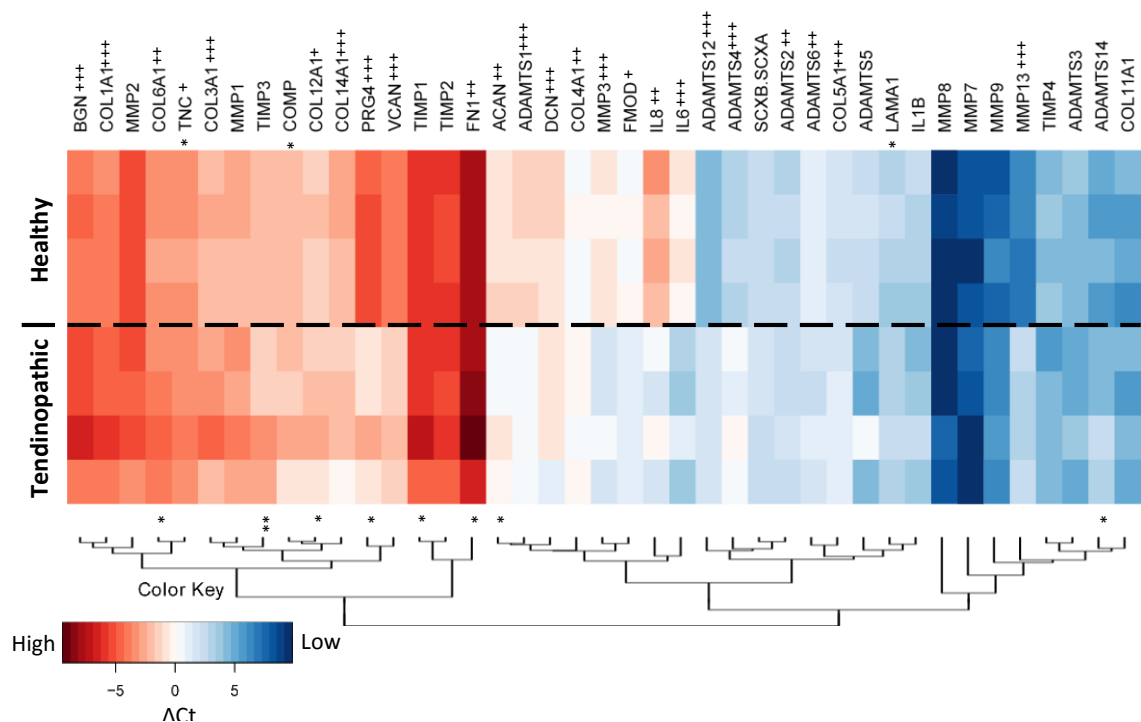 BGN+++
COL1A1+++
MMP2
COL6A1++
TNC +
COL3A1+++
MMP1
TIMP3
COMP
COL12A1+
COL14A1+++
PRG4 +++
VCAN +++
TIMP1
TIMP2
FN1++
ACAN ++
ADAMTS1+++
DCN+++
COL4A1++
MMP3+++
FMOD +
IL8 ++
IL6+++
ADAMTS12 +++
ADAMTS4+++
SCXB.SCXA
ADAMTS2 ++
ADAMTS6++
COL5A1+++
ADAMTS5
LAMA1
IL1B
MMP8
MMP7
MMP9
MMP13 +++
TIMP4
ADAMTS3
ADAMTS14
COL11A1
* * *
Healthy
Tendinopathic
* ** * * * * * *
Color Key
High Low
−5 0 5
ΔCt